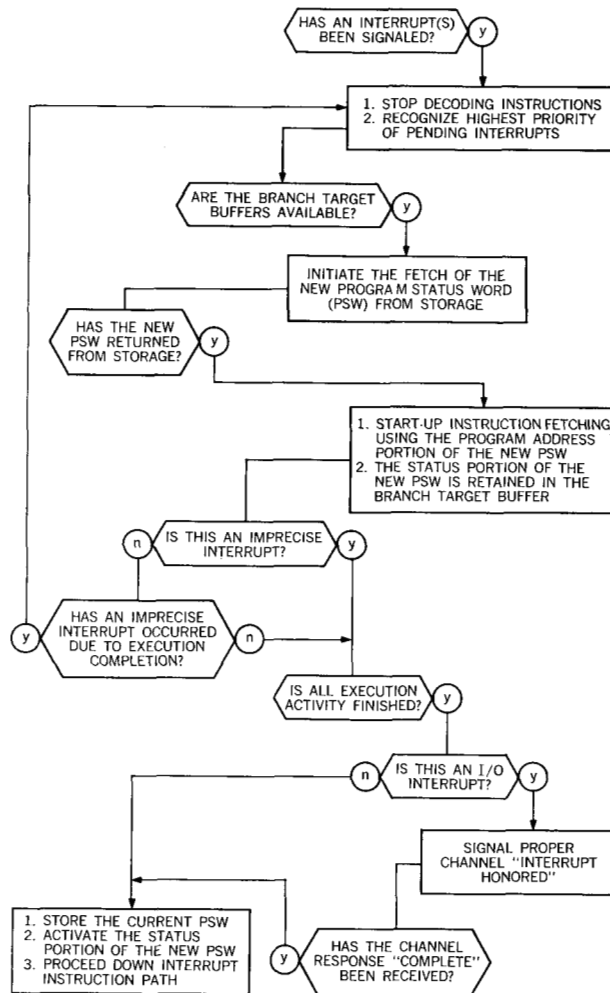 HAS AN INTERRUPT(S)
BEEN SIGNALED?
y
1. STOP DECODING INSTRUCTIONS
2. RECOGNIZE HIGHEST PRIORITY
OF PENDING INTERRUPTS
ARE THE BRANCH TARGET
BUFFERS AVAILABLE?
y
INITIATE THE FETCH OF THE
NEW PROGRAM STATUS WORD
(PSW) FROM STORAGE
HAS THE NEW
PSW RETURNED
FROM STORAGE?
y
1. START-UP INSTRUCTION FETCHING
USING THE PROGRAM ADDRESS
PORTION OF THE NEW PSW
2. THE STATUS PORTION OF THE
NEW PSW IS RETAINED IN THE
BRANCH TARGET BUFFER
n
IS THIS AN IMPRECISE
INTERRUPT?
y
y
HAS AN IMPRECISE
INTERRUPT OCCURRED
DUE TO EXECUTION
COMPLETION?
n
IS ALL EXECUTION
ACTIVITY FINISHED?
y
n
IS THIS AN I/O
INTERRUPT?
y
SIGNAL PROPER
CHANNEL "INTERRUPT
HONORED"
1. STORE THE CURRENT PSW
2. ACTIVATE THE STATUS
PORTION OF THE NEW PSW
3. PROCEED DOWN INTERRUPT
INSTRUCTION PATH
y
HAS THE CHANNEL
RESPONSE "COMPLETE"
BEEN RECEIVED?